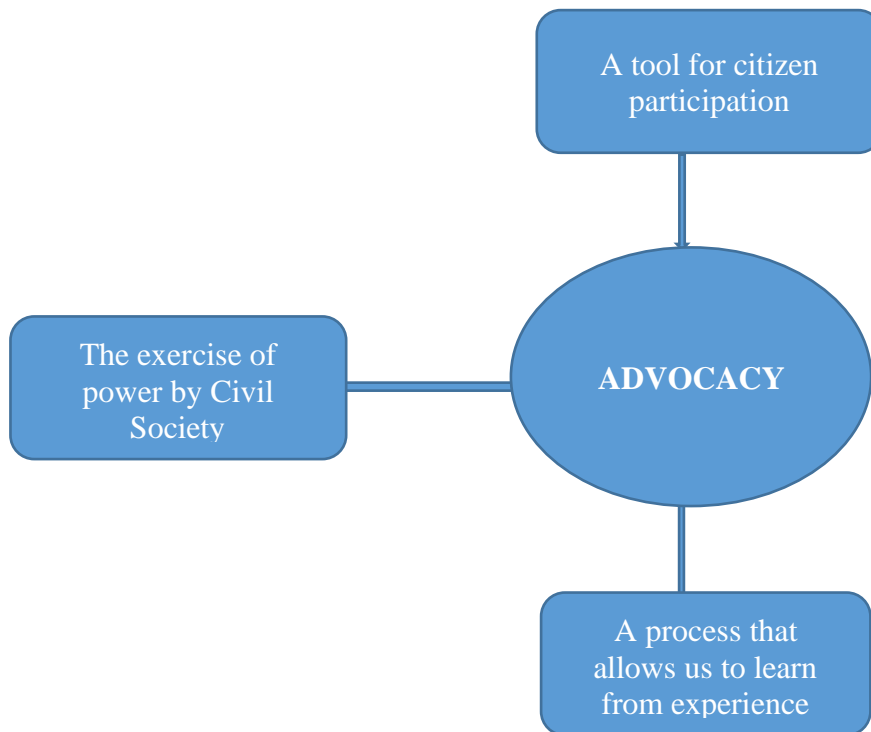 A tool for citizen
participation
The exercise of
power by Civil
Society
ADVOCACY
A process that
allows us to learn
from experience